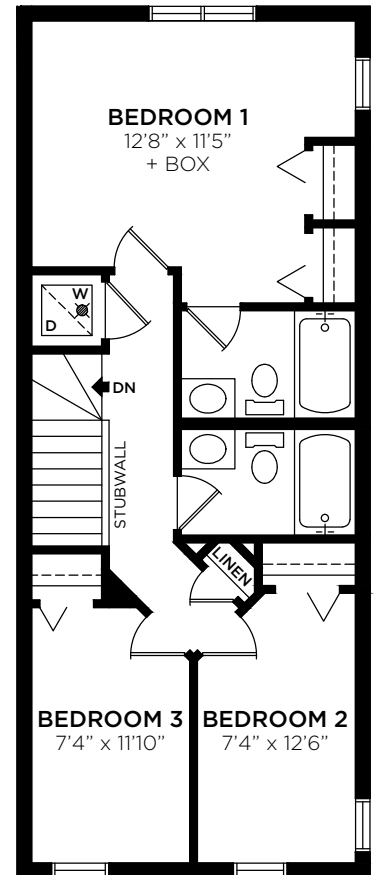 BEDROOM 1
12’8” x 11’5”
+ BOX
W
D
DN
STUBWALL
LINEN
BEDROOM 3
7’4” x 11’10”
BEDROOM 2
7’4” x 12’6”